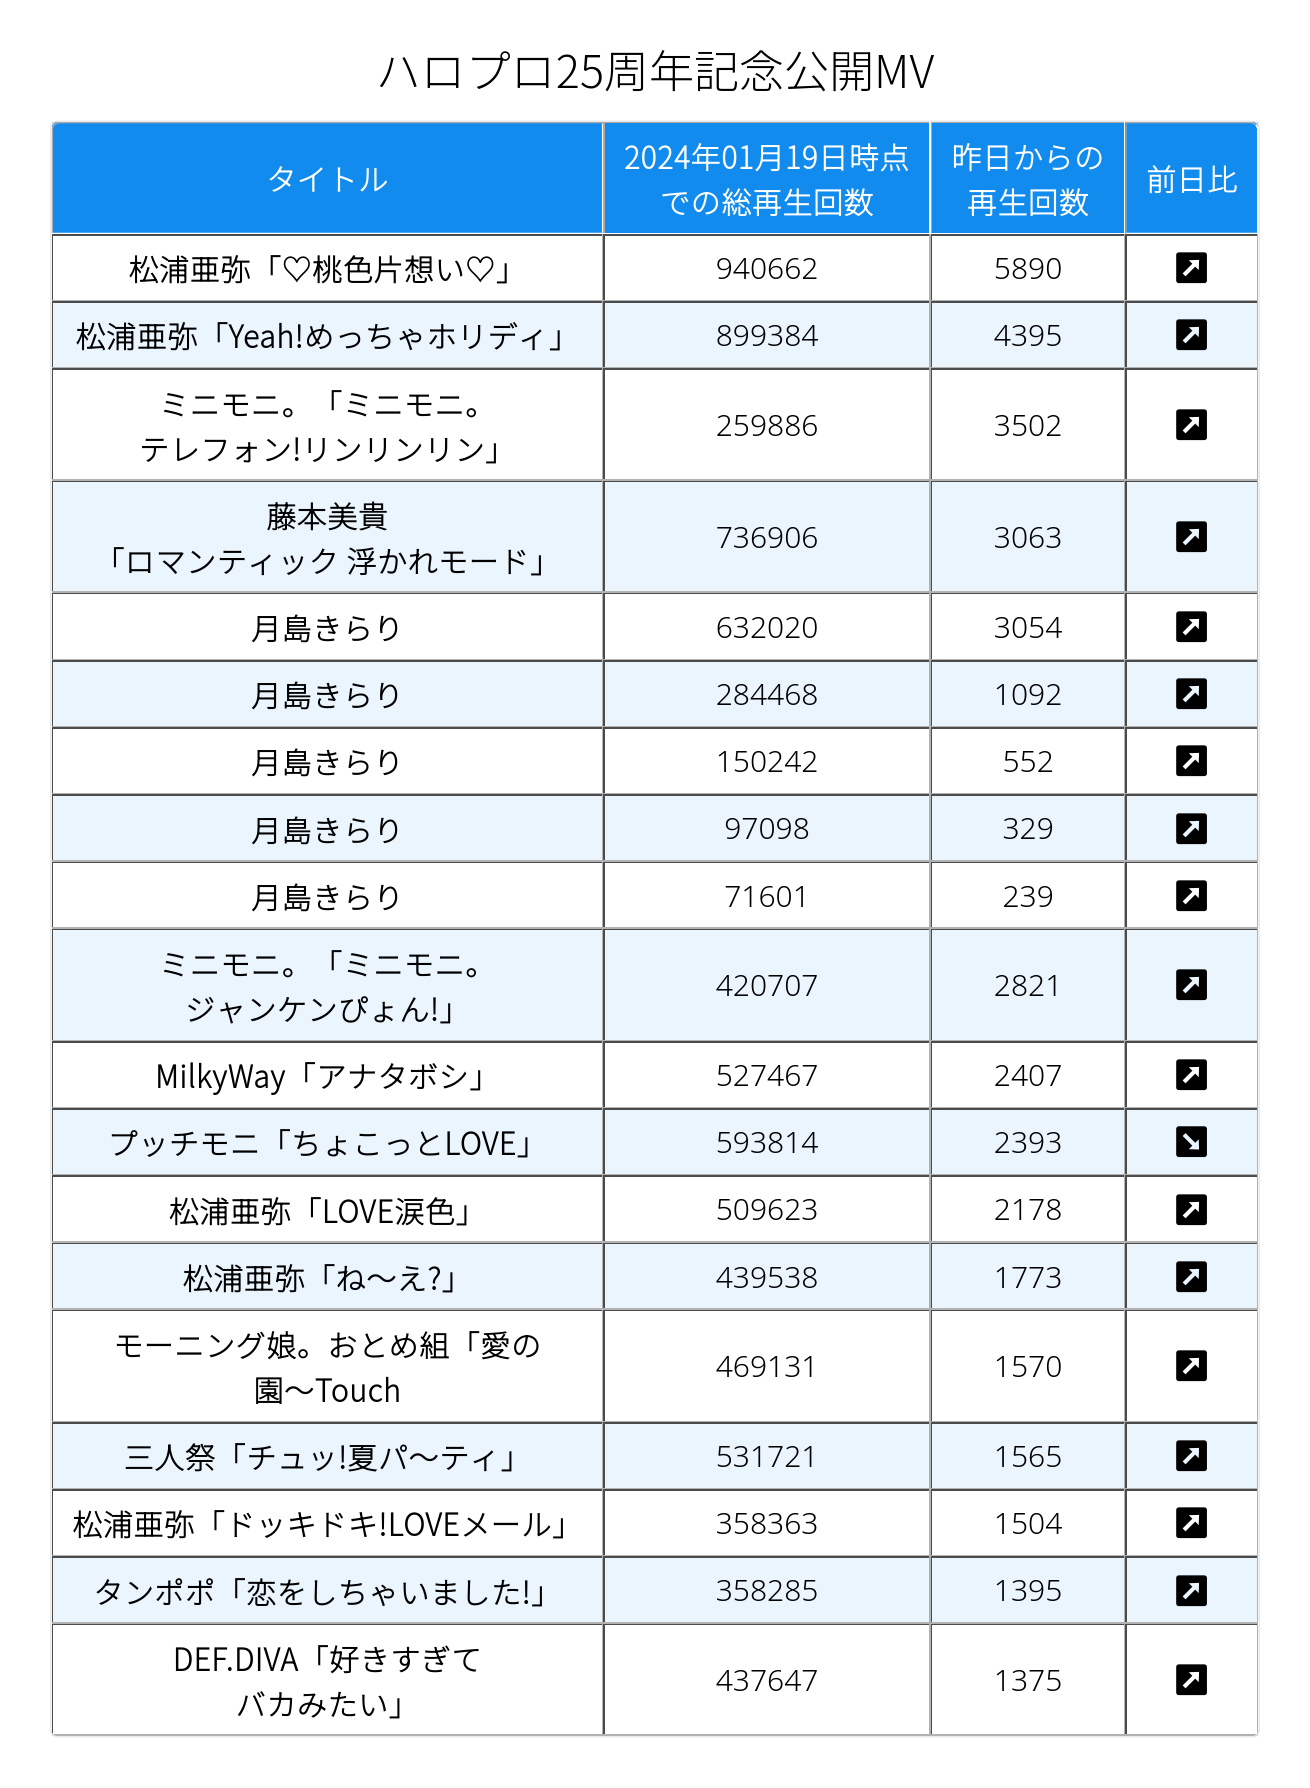 ハロプロ25周年記念公開MV
タイトル
2024年01月19日時点
での総再生回数
昨日からの
再生回数
前日比
松浦亜弥「♡桃色片想い♡」 940662 5890
松浦亜弥「Yeah!めっちゃホリディ」 899384 4395
ミニモニ。「ミニモニ。
テレフォン!リンリンリン」
259886 3502
藤本美貴
「ロマンティック 浮かれモード」
736906 3063
月島きらり 632020 3054
月島きらり 284468 1092
月島きらり 150242 552
月島きらり 97098 329
月島きらり 71601 239
ミニモニ。「ミニモニ。
ジャンケンぴょん!」
420707 2821
MilkyWay「アナタボシ」 527467 2407
プッチモニ「ちょこっとLOVE」 593814 2393
松浦亜弥「LOVE涙色」 509623 2178
松浦亜弥「ね〜え?」 439538 1773
モーニング娘。おとめ組「愛の
園〜Touch
469131 1570
三人祭「チュッ!夏パ〜ティ」 531721 1565
松浦亜弥「ドッキドキ!LOVEメール」 358363 1504
タンポポ「恋をしちゃいました!」 358285 1395
DEF.DIVA「好きすぎて
バカみたい」
437647 1375